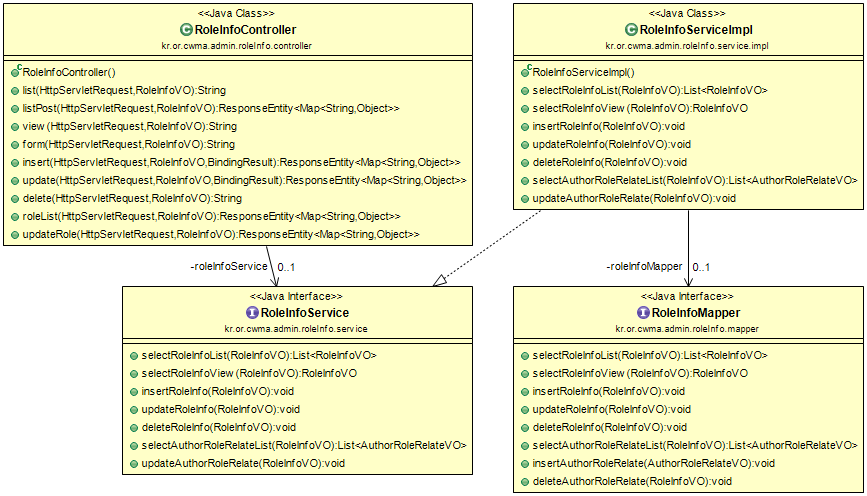 <<Java Class>>
RoleInfoController
kr.or.cwma.admin.roleInfo.controller
RoleInfoController()
list(HttpServletRequest,RoleInfoVO):String
listPost(HttpServletRequest,RoleInfoVO):ResponseEntity<Map<String,Object>>
view(HttpServletRequest,RoleInfoVO):String
form(HttpServletRequest,RoleInfoVO):String
insert(HttpServletRequest,RoleInfoVO,BindingResult):ResponseEntity<Map<String,Object>>
update(HttpServletRequest,RoleInfoVO,BindingResult):ResponseEntity<Map<String,Object>>
delete(HttpServletRequest,RoleInfoVO):String
roleList(HttpServletRequest,RoleInfoVO):ResponseEntity<Map<String,Object>>
updateRole(HttpServletRequest,RoleInfoVO):ResponseEntity<Map<String,Object>>
<<Java Class>>
RoleInfoServiceImpl
kr.or.cwma.admin.roleInfo.service.impl
RoleInfoServiceImpl()
selectRoleInfoList(RoleInfoVO):List<RoleInfoVO>
selectRoleInfoView(RoleInfoVO):RoleInfoVO
insertRoleInfo(RoleInfoVO):void
updateRoleInfo(RoleInfoVO):void
deleteRoleInfo(RoleInfoVO):void
selectAuthorRoleRelateList(RoleInfoVO):List<AuthorRoleRelateVO>
updateAuthorRoleRelate(RoleInfoVO):void
-roleInfoService 0..1
-roleInfoMapper 0..1
<<Java Interface>>
RoleInfoService
kr.or.cwma.admin.roleInfo.service
selectRoleInfoList(RoleInfoVO):List<RoleInfoVO>
selectRoleInfoView(RoleInfoVO):RoleInfoVO
insertRoleInfo(RoleInfoVO):void
updateRoleInfo(RoleInfoVO):void
deleteRoleInfo(RoleInfoVO):void
selectAuthorRoleRelateList(RoleInfoVO):List<AuthorRoleRelateVO>
updateAuthorRoleRelate(RoleInfoVO):void
<<Java Interface>>
RoleInfoMapper
kr.or.cwma.admin.roleInfo.mapper
selectRoleInfoList(RoleInfoVO):List<RoleInfoVO>
selectRoleInfoView(RoleInfoVO):RoleInfoVO
insertRoleInfo(RoleInfoVO):void
updateRoleInfo(RoleInfoVO):void
deleteRoleInfo(RoleInfoVO):void
selectAuthorRoleRelateList(RoleInfoVO):List<AuthorRoleRelateVO>
insertAuthorRoleRelate(AuthorRoleRelateVO):void
deleteAuthorRoleRelate(RoleInfoVO):void